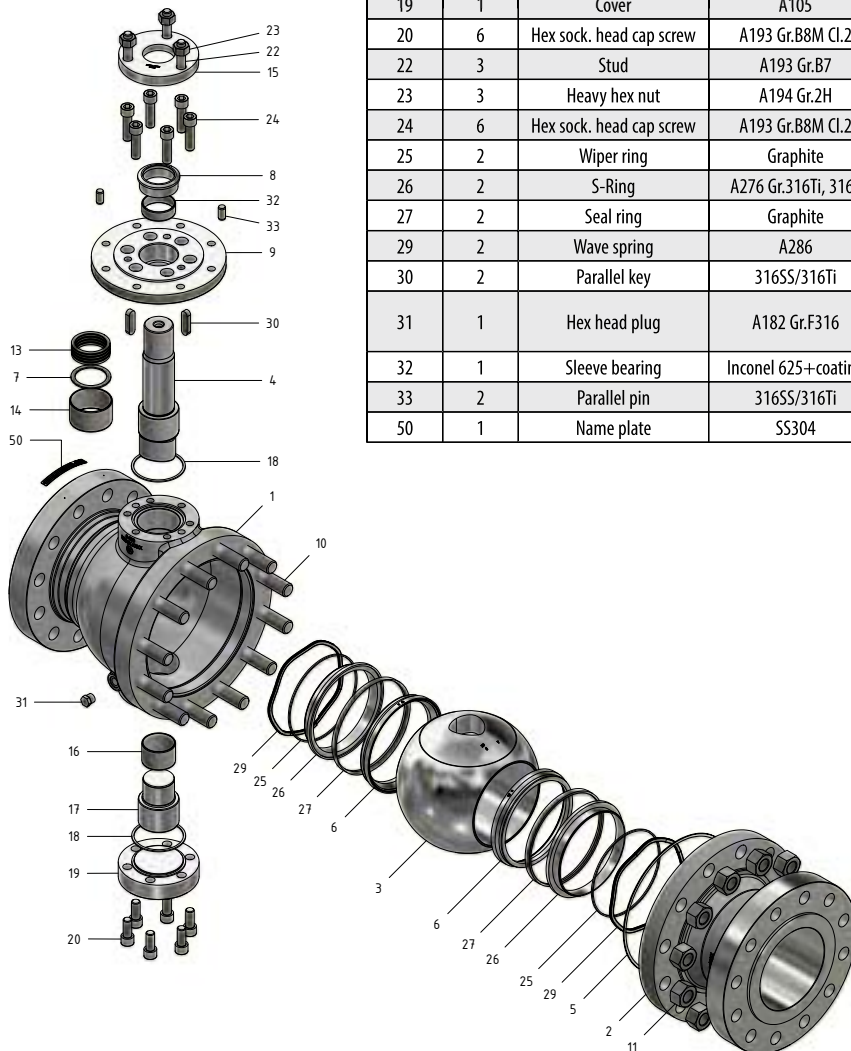 19 1 Cover A105
20 6 Hex sock. head cap screw A193 Gr.B8M Cl.2
22 3 Stud A193 Gr.B7
23 3 Heavy hex nut A194 Gr.2H
24 6 Hex sock. head cap screw A193 Gr.B8M Cl.2
25 2 Wiper ring Graphite
26 2 S-Ring A276 Gr.316Ti, 316
27 2 Seal ring Graphite
29 2 Wave spring A286
30 2 Parallel key 316SS/316Ti
31 1 Hex head plug A182 Gr.F316
32 1 Sleeve bearing Inconel 625+coatin
33 2 Parallel pin 316SS/316Ti
50 1 Name plate SS304
23
22
15
24
8
32
33
9
30
13
4
7
14
50
18
1
10
31
16
29
25
26
27
6
17
18
19
3
20
6
27
26
25
29
5
2
11